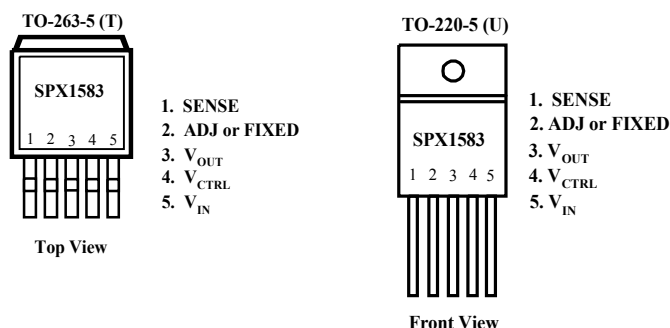 TO-263-5 (T)
SPX1583
1 2 3 4 5
1. SENSE
2. ADJ or FIXED
3. VOUT
4. VCTRL
5. VIN
Top View
TO-220-5 (U)
SPX1583
1 2 3 4 5
1. SENSE
2. ADJ or FIXED
3. VOUT
4. VCTRL
5. VIN
Front View